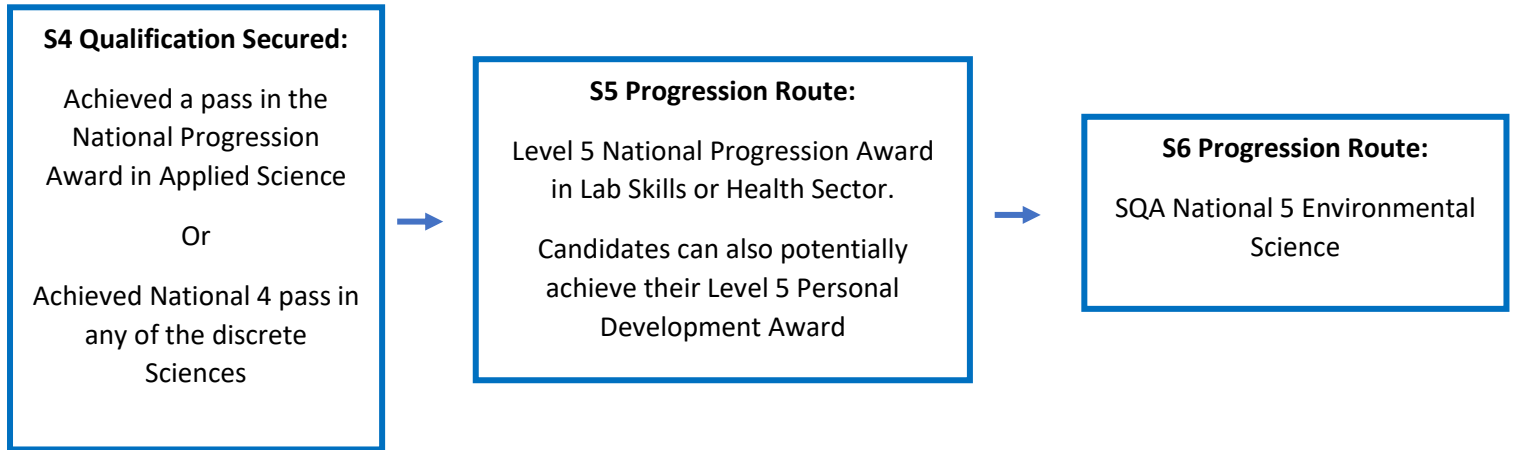 S4 Qualification Secured:
Achieved a pass in the
National Progression
Award in Applied Science
Or
Achieved National 4 pass in
any of the discrete
Sciences
S5 Progression Route:
Level 5 National Progression Award
in Lab Skills or Health Sector.
Candidates can also potentially
achieve their Level 5 Personal
Development Award
S6 Progression Route:
SQA National 5 Environmental
Science